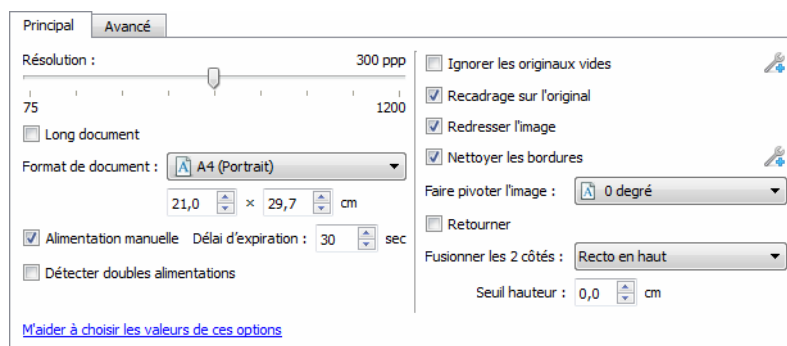 Principal
Avancé
Résolution :
300 ppp
75
1200
Long document
Format de document :
A4 (Portrait)
21,0 × 29,7 cm
Alimentation manuelle
Délai d'expiration : 30 sec
Détecter doubles alimentations
M'aider à choisir les valeurs de ces options
Ignorer les originaux vides
Recadrage sur l'original
Redresser l'image
Nettoyer les bordures
Faire pivoter l'image : 0 degré
Retourner
Fusionner les 2 côtés : Recto en haut
Seuil hauteur : 0,0 cm